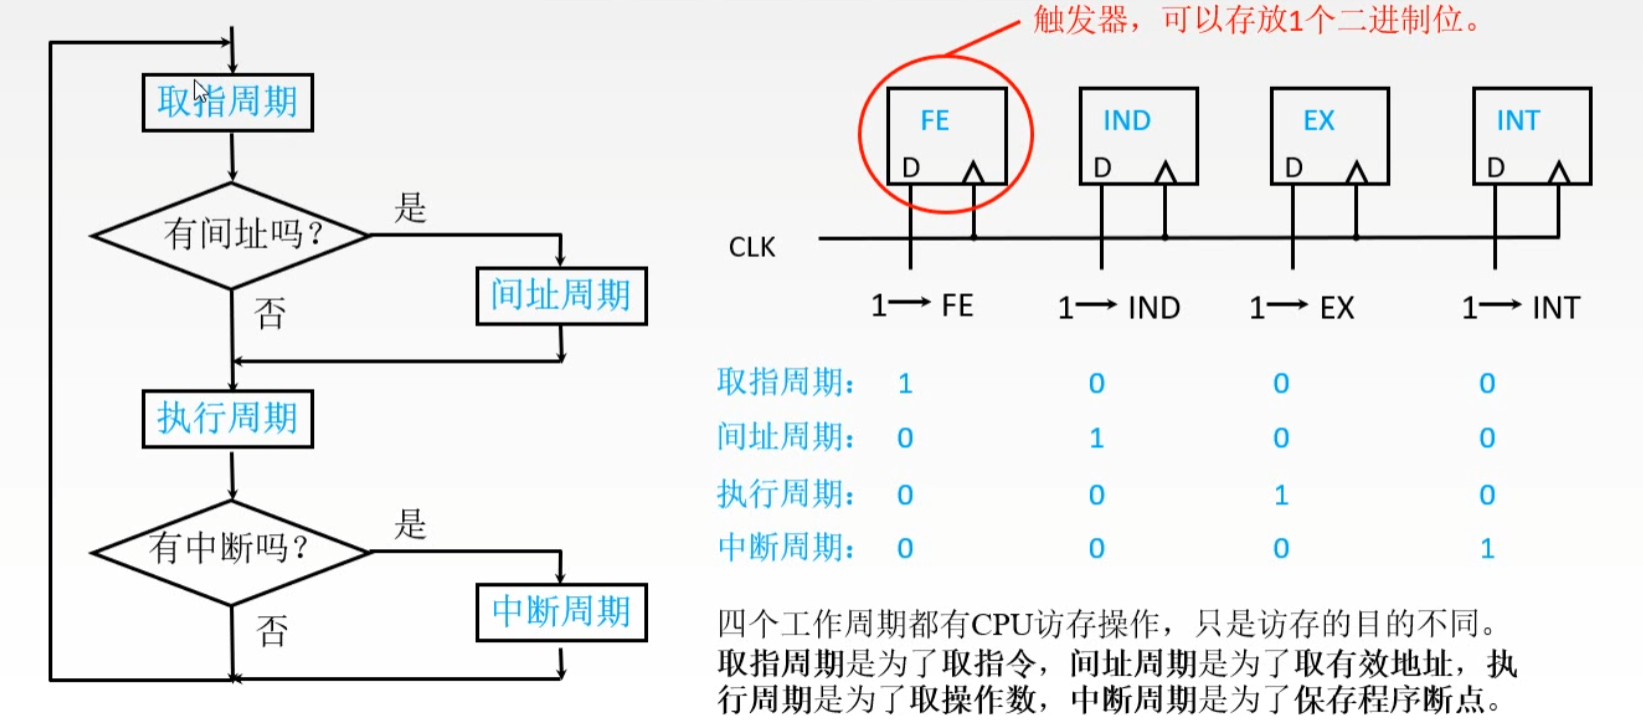 取指周期
有间址吗？
是
间址周期
否
执行周期
有中断吗？
是
中断周期
否
触发器，可以存放1个二进制位。
FE
D
IND
D
EX
D
INT
D
CLK
1→ FE
1→ IND
1→ EX
1→ INT
取指周期： 1 0 0 0
间址周期： 0 1 0 0
执行周期： 0 0 1 0
中断周期： 0 0 0 1
四个工作周期都有CPU访存操作，只是访存的目的不同。
取指周期是为了取指令，间址周期是为了取有效地址，执
行周期是为了取操作数，中断周期是为了保存程序断点。